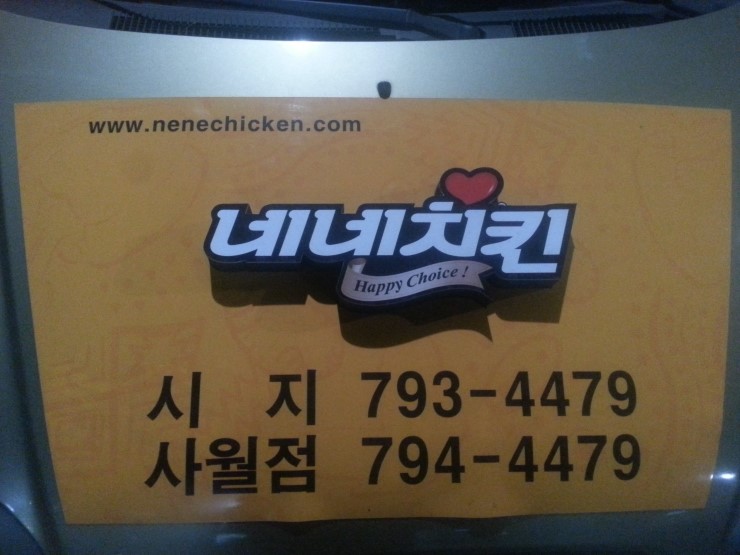 www.nenechicken.com
네네치킨
Happy Choice !
시 지 793-4479
사월점 794-4479